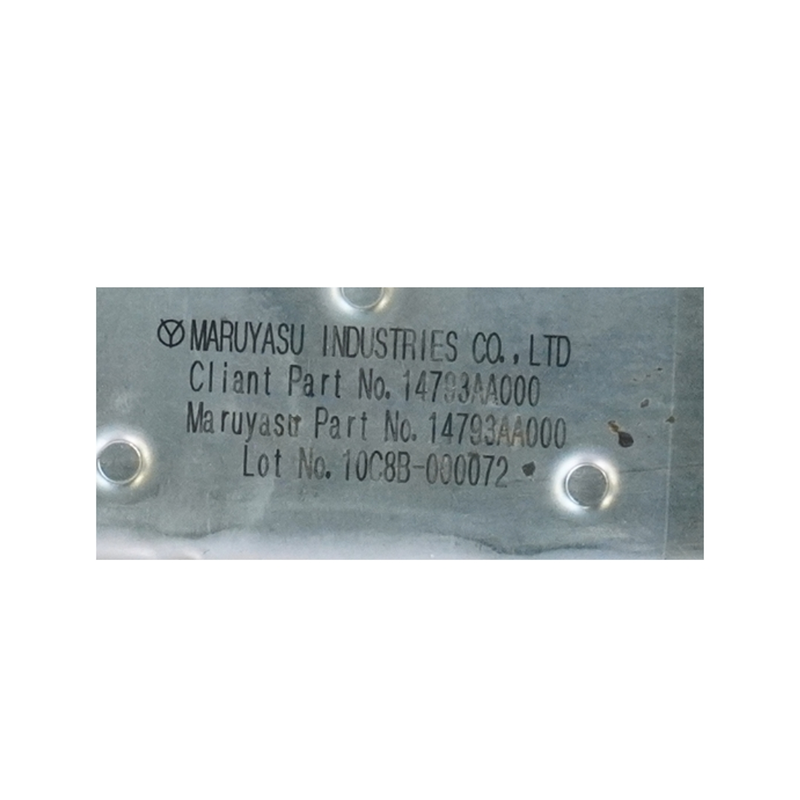 MARUYASU INDUSTRIES CO., LTD
Cliant Part No. 14793AA000
Maruyasu Part No. 14793AA000
Lot No. 10C8B-000072